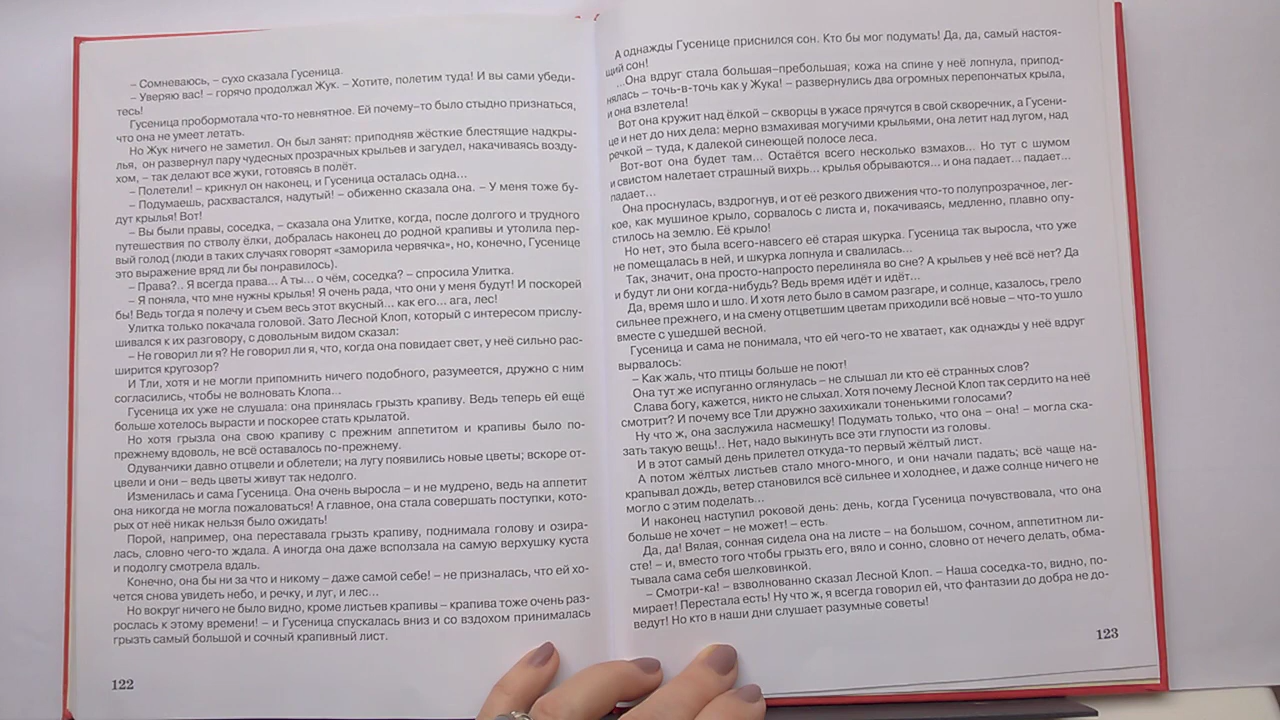 – Сомневаюсь, – сухо сказала Гусеница.
– Уверяю вас! – горячо продолжал Жук. – Хотите, полетим туда! И вы сами убеди-
тесь!
Гусеница пробормотала что-то невнятное. Ей почему–то было стыдно признаться,
что она не умеет летать.
Но Жук ничего не заметил. Он был занят: приподняв жёсткие блестящие надкры-
лья, он развернул пару чудесных прозрачных крыльев и загудел, накачиваясь возду-
хом, – так делают все жуки, готовясь в полёт.
– Полетели! – крикнул он наконец, и Гусеница осталась одна...
– Подумаешь, расхвастался, надутый! – обиженно сказала она. – У меня тоже бу-
дут крылья! Вот!
– Вы были правы, соседка, – сказала она Улитке, когда, после долгого и трудного
путешествия по стволу ёлки, добралась наконец до родной крапивы и утолила пер-
вый голод (люди в таких случаях говорят «заморила червячка», но, конечно, Гусенице
это выражение вряд ли бы понравилось).
– Права?.. Я всегда права... А ты... о чём, соседка? – спросила Улитка.
– Я поняла, что мне нужны крылья! Я очень рада, что они у меня будут! И поскорей
бы! Ведь тогда я полечу и съем весь этот вкусный... как его... ага, лес!
Улитка только покачала головой. Зато Лесной Клоп, который с интересом прислу-
шивался к их разговору, с довольным видом сказал:
– Не говорил ли я? Не говорил ли я, что, когда она повидает свет, у неё сильно рас-
ширится кругозор?
И Тли, хотя и не могли припомнить ничего подобного, разумеется, дружно с ним
согласились, чтобы не волновать Клопа...
Гусеница их уже не слушала: она принялась грызть крапиву. Ведь теперь ей ещё
больше хотелось вырасти и поскорее стать крылатой.
Но хотя грызла она свою крапиву с прежним аппетитом и крапивы было по-
прежнему вдоволь, не всё оставалось по-прежнему.
Одуванчики давно отцвели и облетели; на лугу появились новые цветы; вскоре от-
цвели и они – ведь цветы живут так недолго.
Изменилась и сама Гусеница. Она очень выросла – и не мудрено, ведь на аппетит
она никогда не могла пожаловаться! А главное, она стала совершать поступки, кото-
рых от неё никак нельзя было ожидать!
Порой, например, она переставала грызть крапиву, поднимала голову и озира-
лась, словно чего-то ждала. А иногда она даже всползала на самую верхушку куста
и подолгу смотрела вдаль.
Конечно, она бы ни за что и никому – даже самой себе! – не призналась, что ей хо-
чется снова увидеть небо, и речку, и луг, и лес...
Но вокруг ничего не было видно, кроме листьев крапивы – крапива тоже очень раз-
рослась к этому времени! – и Гусеница спускалась вниз и со вздохом принималась
грызть самый большой и сочный крапивный лист.
122
А однажды Гусенице приснился сон. Кто бы мог подумать! Да, да, самый настоя-
щий сон!
...Она вдруг стала большая–пребольшая; кожа на спине у неё лопнула, припод-
нялась – точь-в-точь как у Жука! – развернулись два огромных перепончатых крыла,
и она взлетела!
Вот она кружит над ёлкой – скворцы в ужасе прячутся в свой скворечник, а Гусени-
це и нет до них дела: мерно взмахивая могучими крыльями, она летит над лугом, над
речкой – туда, к далекой синеющей полосе леса.
Вот-вот она будет там... Остаётся всего несколько взмахов... Но тут с шумом
и свистом налетает страшный вихрь... крылья обрываются... и она падает... падает...
падает...
Она проснулась, вздрогнув, и от её резкого движения что-то полупрозрачное, лег-
кое, как мушиное крыло, сорвалось с листа и, покачиваясь, медленно, плавно опу-
стилось на землю. Её крыло!
Но нет, это была всего-навсего её старая шкурка. Гусеница так выросла, что уже
не помещалась в ней, и шкурка лопнула и свалилась...
Так, значит, она просто-напросто перелиняла во сне? А крыльев у неё всё нет? Да
и будут ли они когда-нибудь? Ведь время идёт и идёт...
Да, время шло и шло. И хотя лето было в самом разгаре, и солнце, казалось, грело
сильнее прежнего, и на смену отцветшим цветам приходили всё новые – что-то ушло
вместе с ушедшей весной.
Гусеница и сама не понимала, что ей чего-то не хватает, как однажды у неё вдруг
вырвалось:
– Как жаль, что птицы больше не поют!
Она тут же испуганно оглянулась – не слышал ли кто её странных слов?
Слава богу, кажется, никто не слыхал. Хотя почему Лесной Клоп так сердито на неё
смотрит? И почему все Тли дружно захихикали тоненькими голосами?
Ну что ж, она заслужила насмешку! Подумать только, что она – она! – могла ска-
зать такую вещь!.. Нет, надо выкинуть все эти глупости из головы.
И в этот самый день прилетел откуда-то первый жёлтый лист.
А потом жёлтых листьев стало много-много, и они начали падать; всё чаще на-
крапывал дождь, ветер становился всё сильнее и холоднее, и даже солнце ничего не
могло с этим поделать...
И наконец наступил роковой день: день, когда Гусеница почувствовала, что она
больше не хочет – не может! – есть.
Да, да! Вялая, сонная сидела она на листе – на большом, сочном, аппетитном ли-
сте! – и, вместо того чтобы грызть его, вяло и сонно, словно от нечего делать, обма-
тывала сама себя шелковинкой.
– Смотри-ка! – взволнованно сказал Лесной Клоп. – Наша соседка-то, видно, по-
мирает! Перестала есть! Ну что ж, я всегда говорил ей, что фантазии до добра не до-
ведут! Но кто в наши дни слушает разумные советы!
123